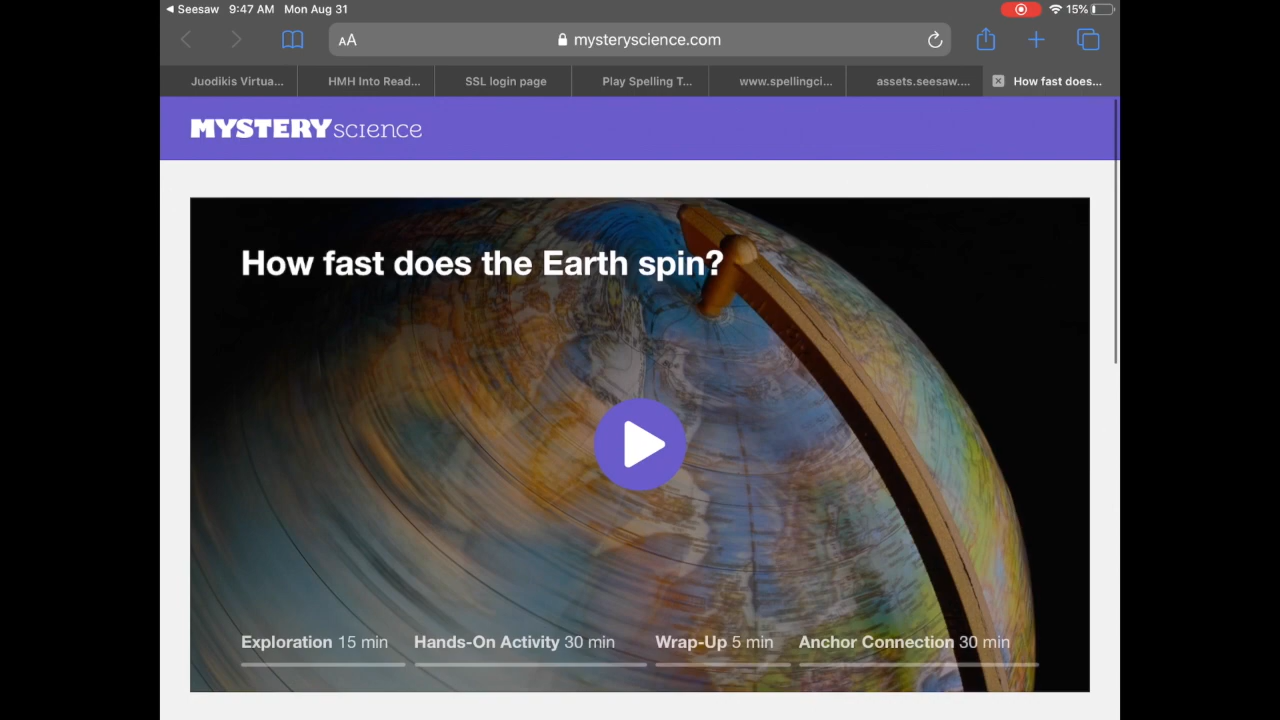 Seesaw 9:47 AM Mon Aug 31 15%
AA mysteryscience.com
Juodikis Virtua... HMH Into Read... SSL login page Play Spelling T... www.spellingci... assets.seesaw.... How fast does...
MYSTERY science
How fast does the Earth spin?
Exploration 15 min Hands-On Activity 30 min Wrap-Up 5 min Anchor Connection 30 min